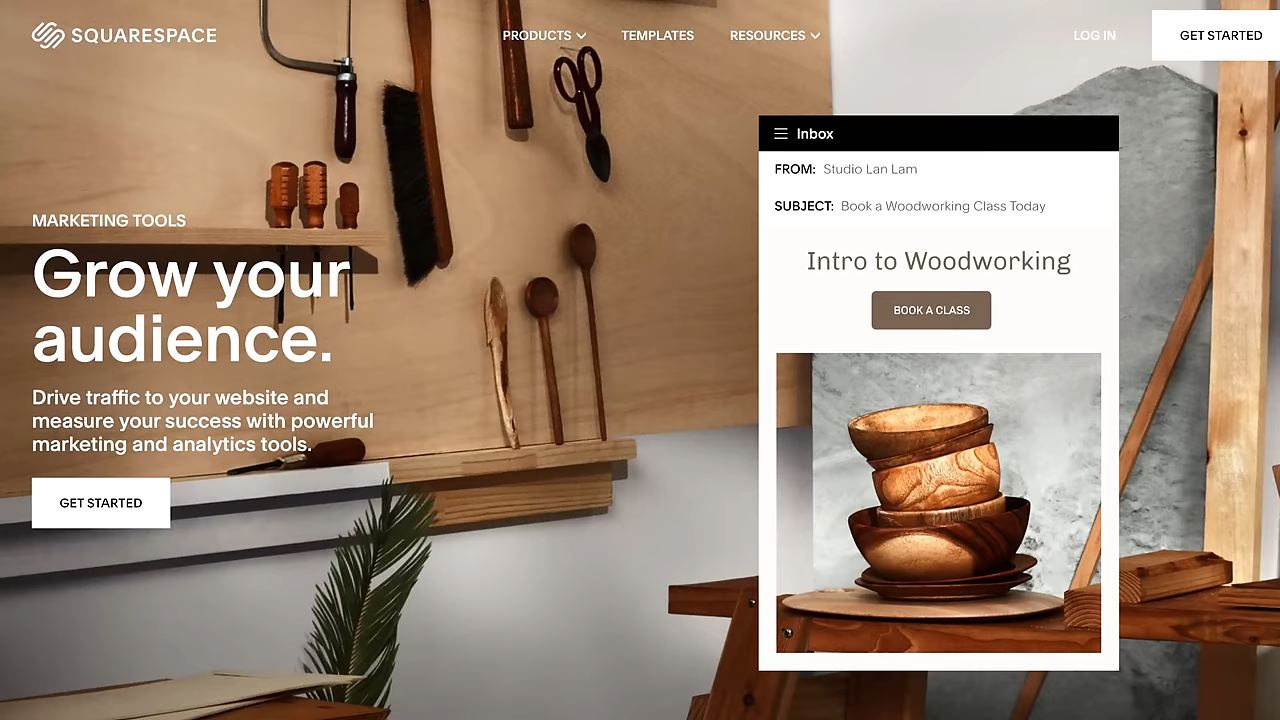 SQUARESPACE
PRODUCTS
TEMPLATES
RESOURCES
LOG IN
GET STARTED
MARKETING TOOLS
Grow your
audience.
Drive traffic to your website and
measure your success with powerful
marketing and analytics tools.
GET STARTED
Inbox
FROM: Studio Lan Lam
SUBJECT: Book a Woodworking Class Today
Intro to Woodworking
BOOK A CLASS